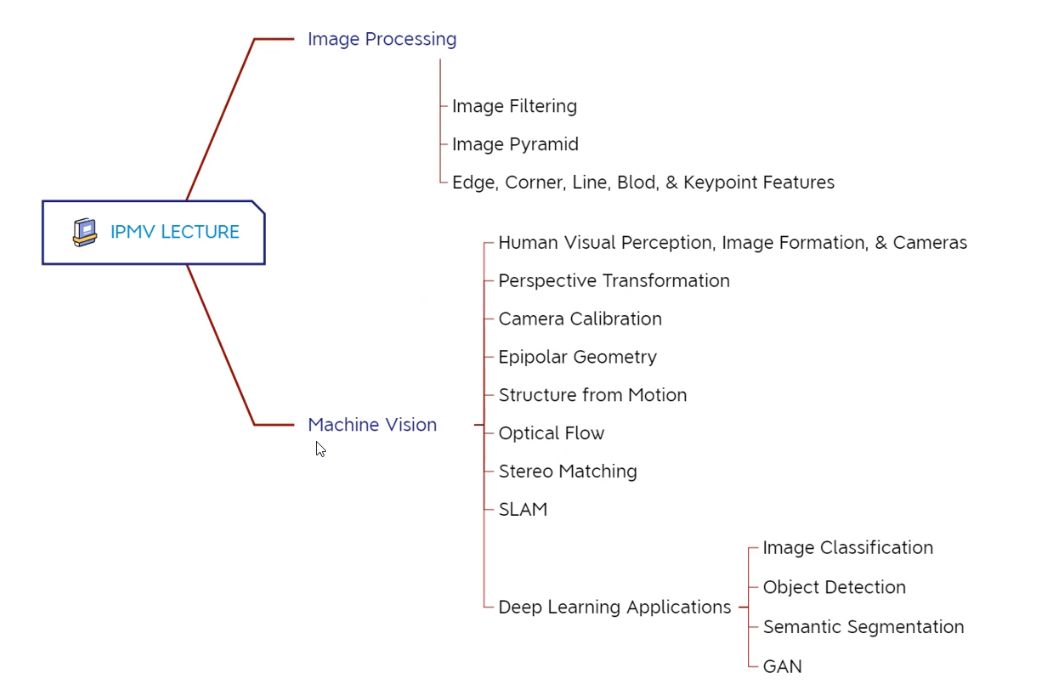 IPMV LECTURE
Image Processing
Image Filtering
Image Pyramid
Edge, Corner, Line, Blod, & Keypoint Features
Machine Vision
Human Visual Perception, Image Formation, & Cameras
Perspective Transformation
Camera Calibration
Epipolar Geometry
Structure from Motion
Optical Flow
Stereo Matching
SLAM
Deep Learning Applications
Image Classification
Object Detection
Semantic Segmentation
GAN